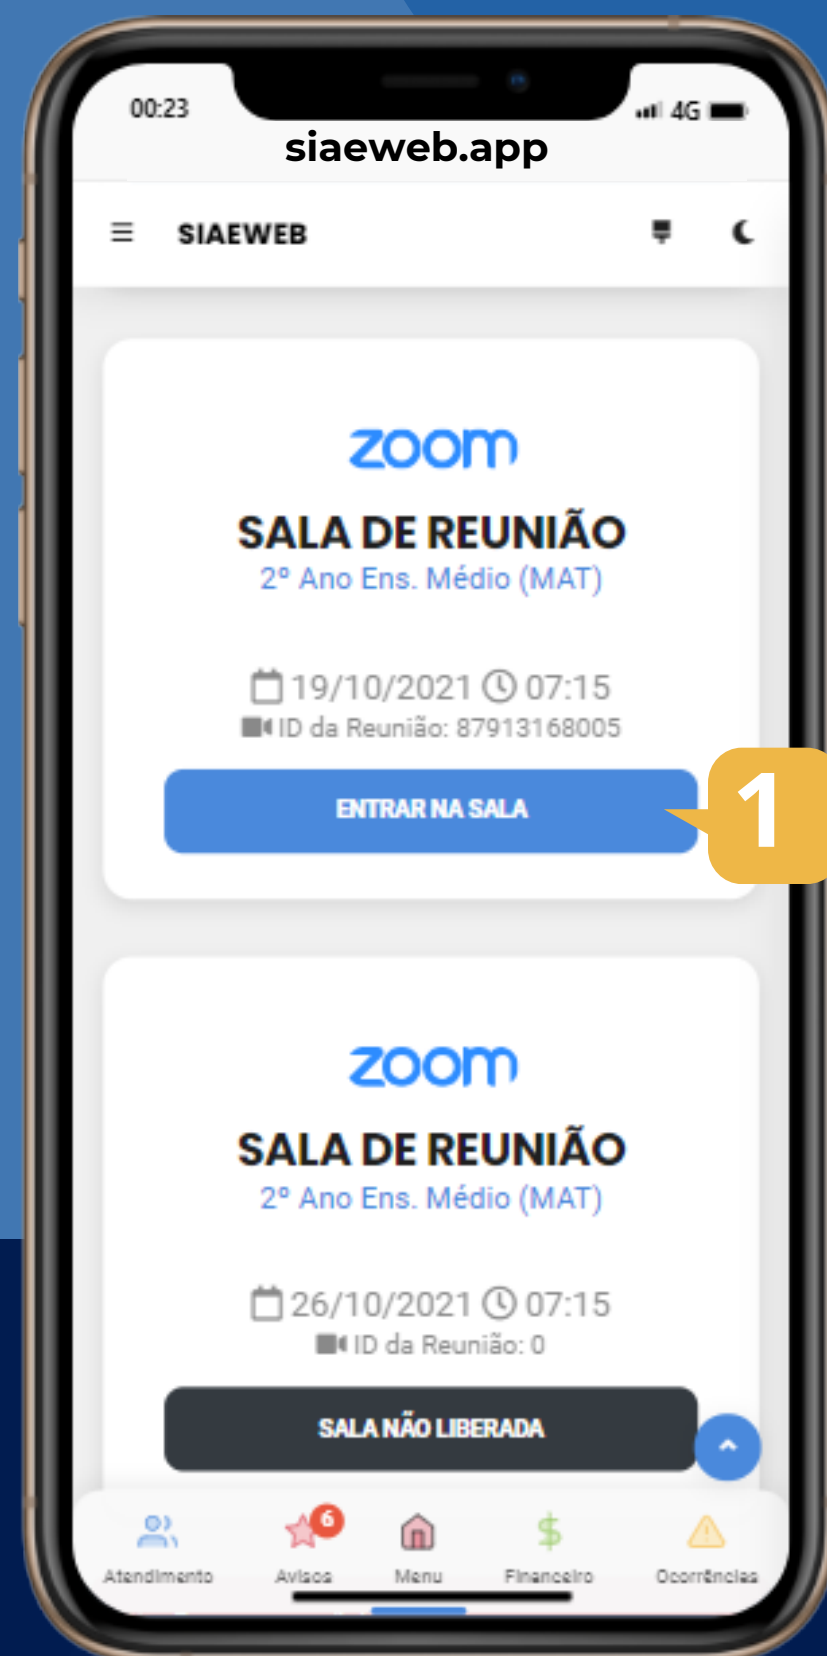 00:23
4G
siaeweb.app
SIAEWEB
zoom
SALA DE REUNIÃO
2º Ano Ens. Médio (MAT)
19/10/2021 07:15
ID da Reunião: 87913168005
ENTRAR NA SALA
1
zoom
SALA DE REUNIÃO
2º Ano Ens. Médio (MAT)
26/10/2021 07:15
ID da Reunião: 0
SALA NÃO LIBERADA
6
Atendimento
Avisos
Menu
Financeiro
Ocorrências